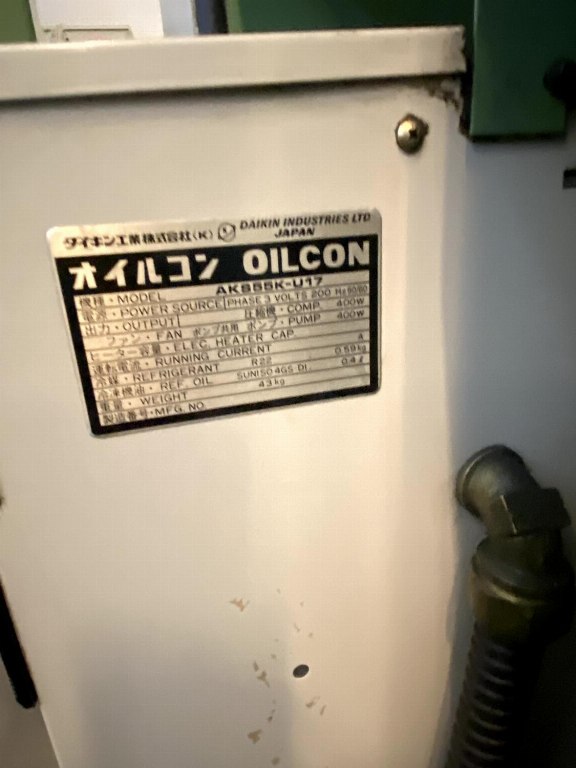 ダイキン工業株式会社(K) DAIKIN INDUSTRIES LTD
JAPAN
オイルコン OILCON
機種・MODEL AKS55K-U17
電源・POWER SOURCE PHASE 3 VOLTS 200 Hz 50/60
出力・OUTPUT 圧縮機・COMP. 400W
ファン・FAN ポンプ共用 ポンプ・PUMP 400W
ヒーター容量・ELEC. HEATER CAP
運転電流・RUNNING CURRENT A
冷媒・REFRIGERANT R22 0.59kg
冷凍機油・REF. OIL SUNISO 4GS DI 0.4ℓ
重量・WEIGHT 43kg
製造番号・MFG. NO.